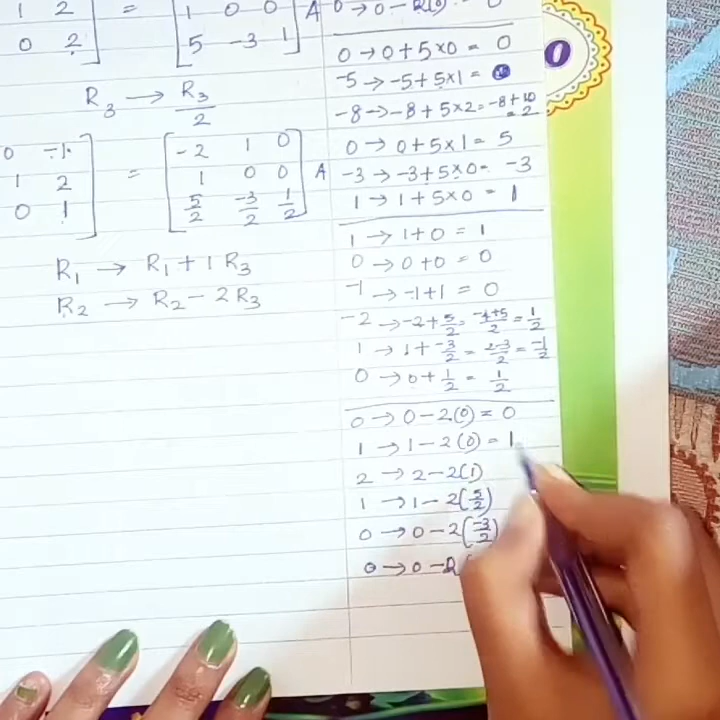 1 2 ] = [ 1 0 0 ] A
0 2 ] [ 5 -3 1 ]
R₃ → R₃/2
0 -1 ] = [ -2 1 0 ] A
1 2 ] [ 1 0 0 ]
0 1 ] [ 5/2 -3/2 1/2 ]
R₁ → R₁ + 1 R₃
R₂ → R₂ - 2 R₃
0 → 0 + 5×0 = 0
-5 → -5 + 5×1 =
-8 → -8 + 5×2 = -8 + 10
= 2
0 → 0 + 5×1 = 5
-3 → -3 + 5×0 = -3
1 → 1 + 5×0 = 1
1 → 1 + 0 = 1
0 → 0 + 0 = 0
-1 → -1 + 1 = 0
-2 → -2 + 5/2 = -4+5/2 = 1/2
1 → 1 + -3/2 = 2-3/2 = -1/2
0 → 0 + 1/2 = 1/2
0 → 0 - 2(0) = 0
1 → 1 - 2(0) = 1
2 → 2 - 2(1)
1 → 1 - 2(5/2)
0 → 0 - 2(-3/2)
0 → 0 - 2(